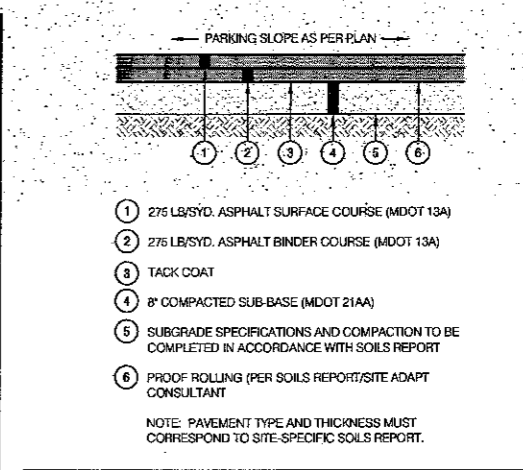 PARKING SLOPE AS PER PLAN
1 2 3 4 5 6
1 275 LB/SYD. ASPHALT SURFACE COURSE (MDOT 13A)
2 275 LB/SYD. ASPHALT BINDER COURSE (MDOT 13A)
3 TACK COAT
4 8" COMPACTED SUB-BASE (MDOT 21AA)
5 SUBGRADE SPECIFICATIONS AND COMPACTION TO BE
COMPLETED IN ACCORDANCE WITH SOILS REPORT
6 PROOF ROLLING (PER SOILS REPORT/SITE ADAPT
CONSULTANT
NOTE: PAVEMENT TYPE AND THICKNESS MUST
CORRESPOND TO SITE-SPECIFIC SOILS REPORT.